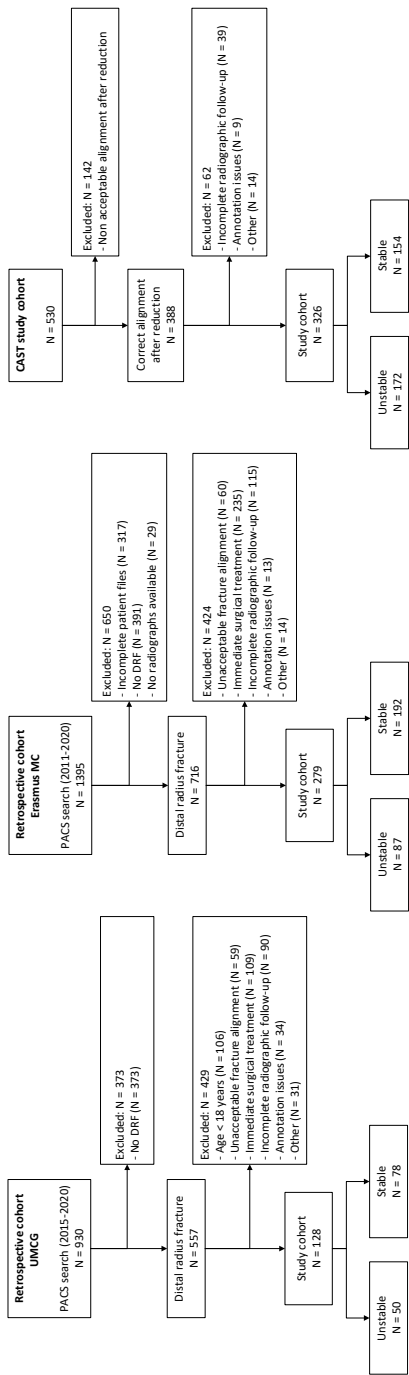 Retrospective cohort
UMCG
PACS search (2015-2020)
N = 930
Excluded: N = 373
- No DRF (N = 373)
Distal radius fracture
N = 557
Excluded: N = 429
- Age < 18 years (N = 106)
- Unacceptable fracture alignment (N = 59)
- Immediate surgical treatment (N = 109)
- Incomplete radiographic follow-up (N = 90)
- Annotation issues (N = 34)
- Other (N = 31)
Study cohort
N = 128
Unstable
N = 50
Stable
N = 78
Retrospective cohort
Erasmus MC
PACS search (2011-2020)
N = 1395
Excluded: N = 650
- Incomplete patient files (N = 317)
- No DRF (N = 391)
- No radiographs available (N = 29)
Distal radius fracture
N = 716
Excluded: N = 424
- Unacceptable fracture alignment (N = 60)
- Immediate surgical treatment (N = 235)
- Incomplete radiographic follow-up (N = 115)
- Annotation issues (N = 13)
- Other (N = 14)
Study cohort
N = 279
Unstable
N = 87
Stable
N = 192
CAST study cohort
N = 530
Excluded: N = 142
- Non acceptable alignment after reduction
Correct alignment
after reduction
N = 388
Excluded: N = 62
- Incomplete radiographic follow-up (N = 39)
- Annotation issues (N = 9)
- Other (N = 14)
Study cohort
N = 326
Unstable
N = 172
Stable
N = 154